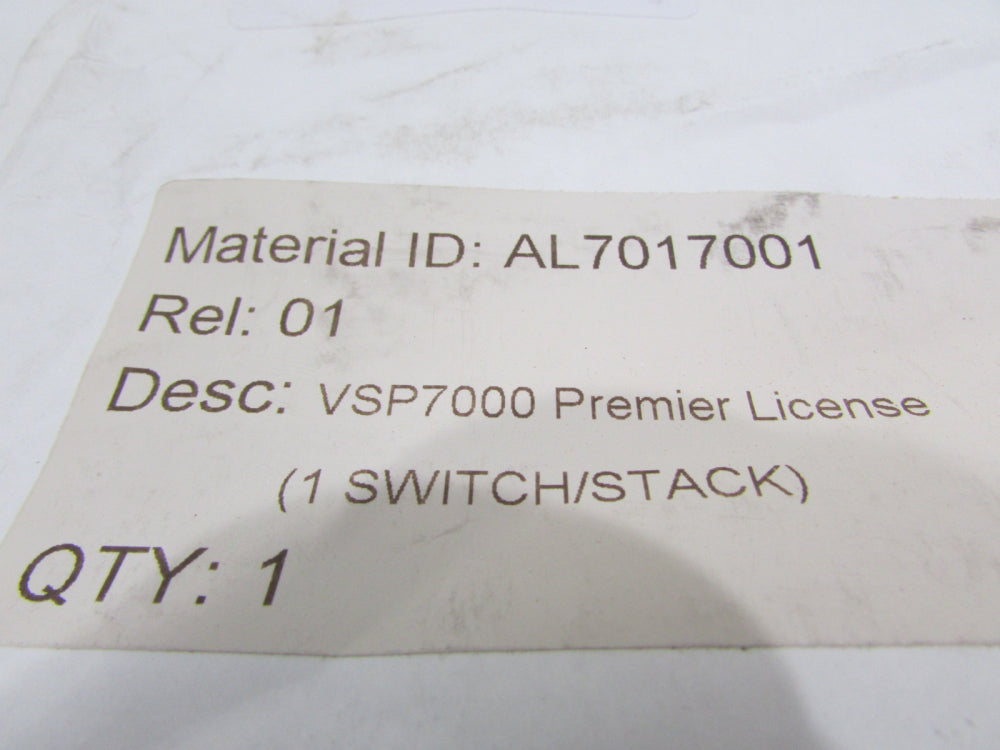 Material ID: AL7017001
Rel: 01
Desc: VSP7000 Premier License
(1 SWITCH/STACK)
QTY: 1